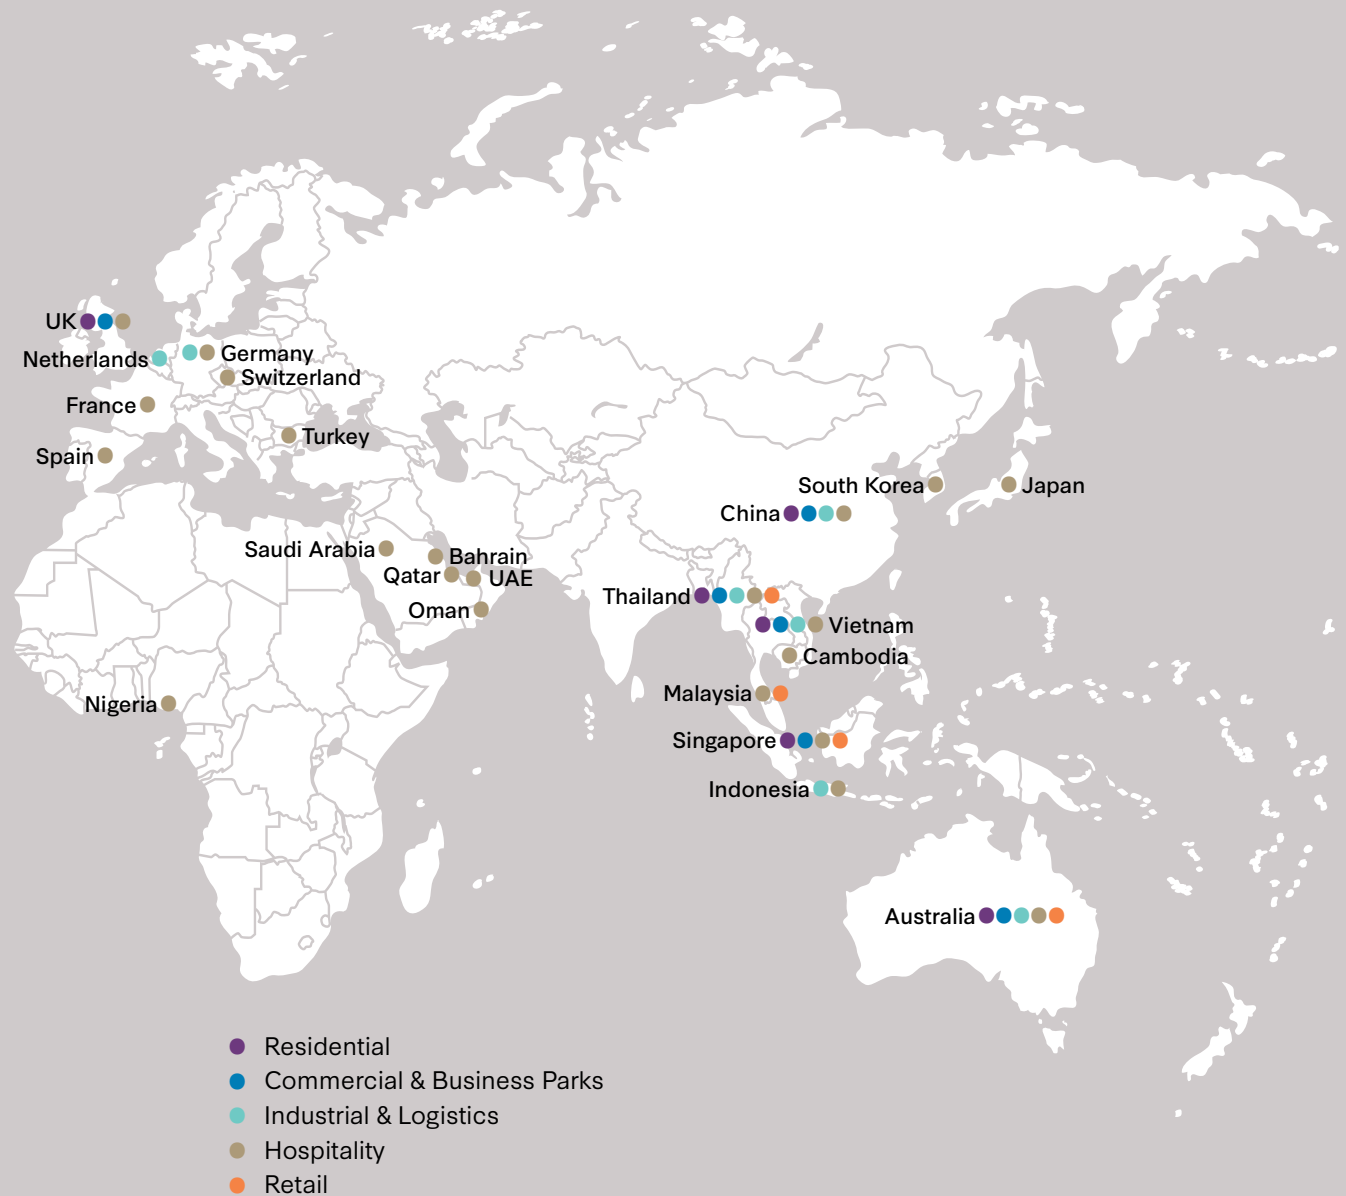 UK
Netherlands
Germany
Switzerland
France
Turkey
Spain
South Korea
Japan
China
Saudi Arabia
Bahrain
Qatar
UAE
Oman
Thailand
Vietnam
Cambodia
Malaysia
Nigeria
Singapore
Indonesia
Australia
Residential
Commercial & Business Parks
Industrial & Logistics
Hospitality
Retail